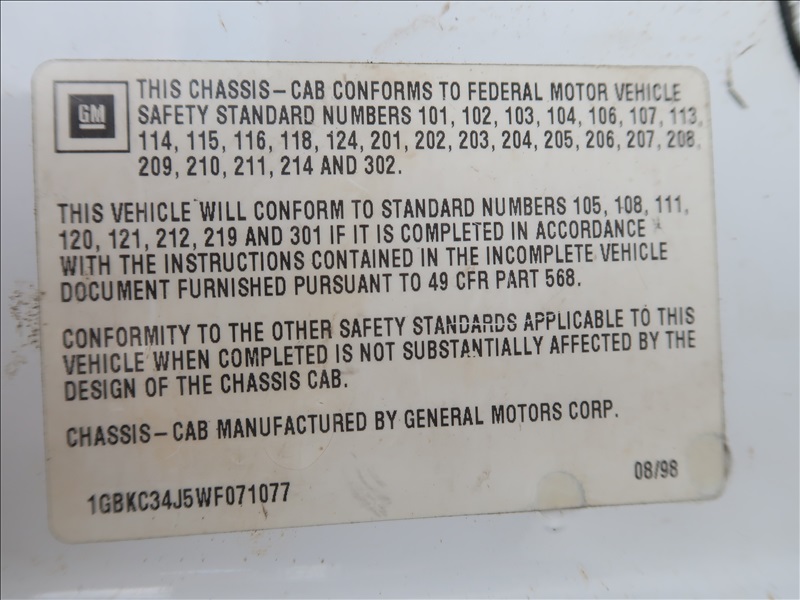 GM
THIS CHASSIS-CAB CONFORMS TO FEDERAL MOTOR VEHICLE
SAFETY STANDARD NUMBERS 101, 102, 103, 104, 106, 107, 113,
114, 115, 116, 118, 124, 201, 202, 203, 204, 205, 206, 207, 208,
209, 210, 211, 214 AND 302.
THIS VEHICLE WILL CONFORM TO STANDARD NUMBERS 105, 108, 111,
120, 121, 212, 219 AND 301 IF IT IS COMPLETED IN ACCORDANCE
WITH THE INSTRUCTIONS CONTAINED IN THE INCOMPLETE VEHICLE
DOCUMENT FURNISHED PURSUANT TO 49 CFR PART 568.
CONFORMITY TO THE OTHER SAFETY STANDARDS APPLICABLE TO THIS
VEHICLE WHEN COMPLETED IS NOT SUBSTANTIALLY AFFECTED BY THE
DESIGN OF THE CHASSIS CAB.
CHASSIS-CAB MANUFACTURED BY GENERAL MOTORS CORP.
08/98
1GBKC34J5WF071077